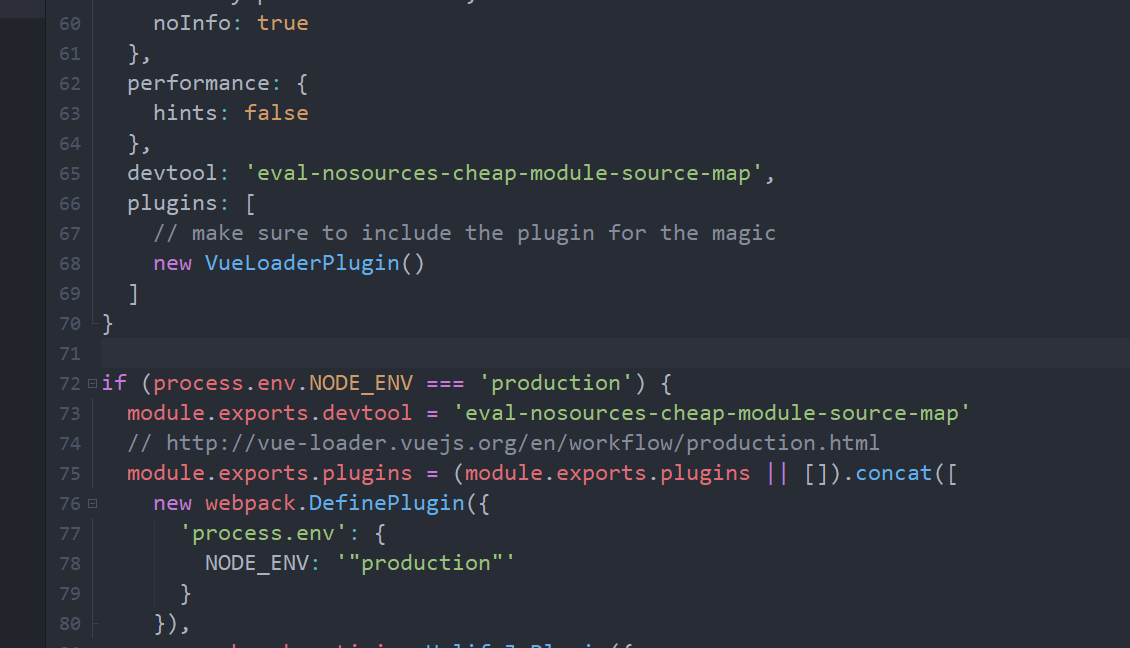 60 noInfo: true
61 },
62 performance: {
63 hints: false
64 },
65 devtool: 'eval-nosources-cheap-module-source-map',
66 plugins: [
67 // make sure to include the plugin for the magic
68 new VueLoaderPlugin()
69 ]
70 }
71
72 if (process.env.NODE_ENV === 'production') {
73 module.exports.devtool = 'eval-nosources-cheap-module-source-map'
74 // http://vue-loader.vuejs.org/en/workflow/production.html
75 module.exports.plugins = (module.exports.plugins || []).concat([
76 new webpack.DefinePlugin({
77 'process.env': {
78 NODE_ENV: '"production"'
79 }
80 }),